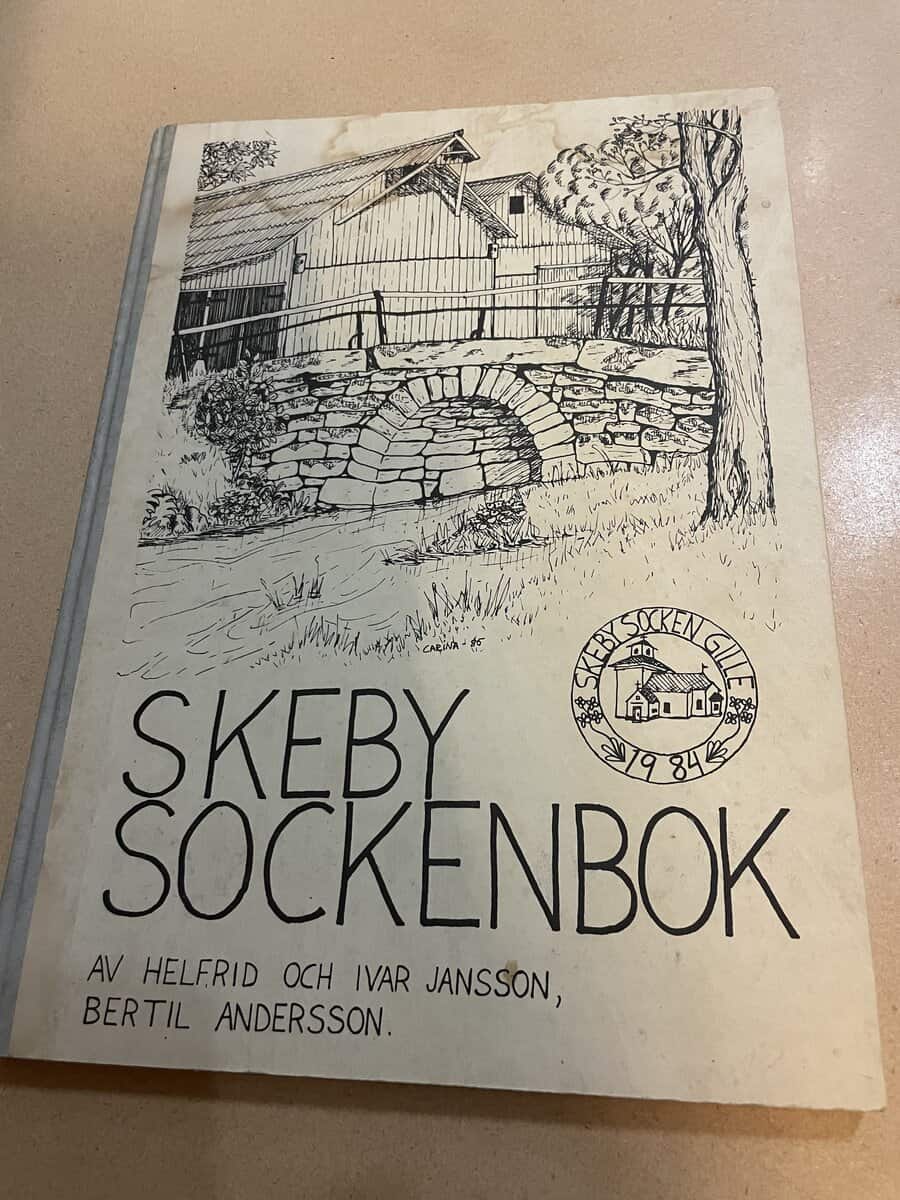 CARINA - 85
SKEBY SOCKEN GILLE
1984
SKEBY
SOCKENBOK
AV HELFRID OCH IVAR JANSSON,
BERTIL ANDERSSON.